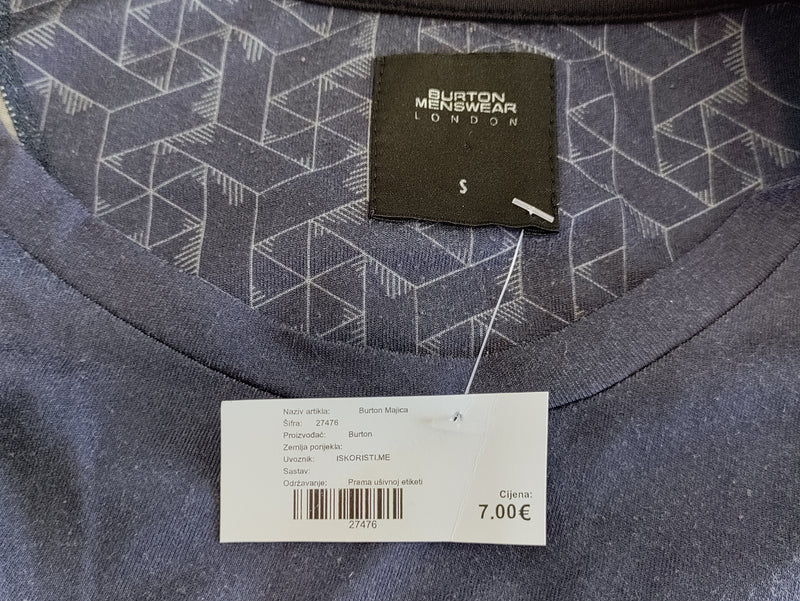 BURTON
MENSWEAR
LONDON
S
Naziv artikla: Burton Majica
Šifra: 27476
Proizvođač: Burton
Zemlja porijekla:
Uvoznik: ISKORISTI.ME
Sastav:
Održavanje: Prema ušivnoj etiketi
27476
Cijena:
7.00€